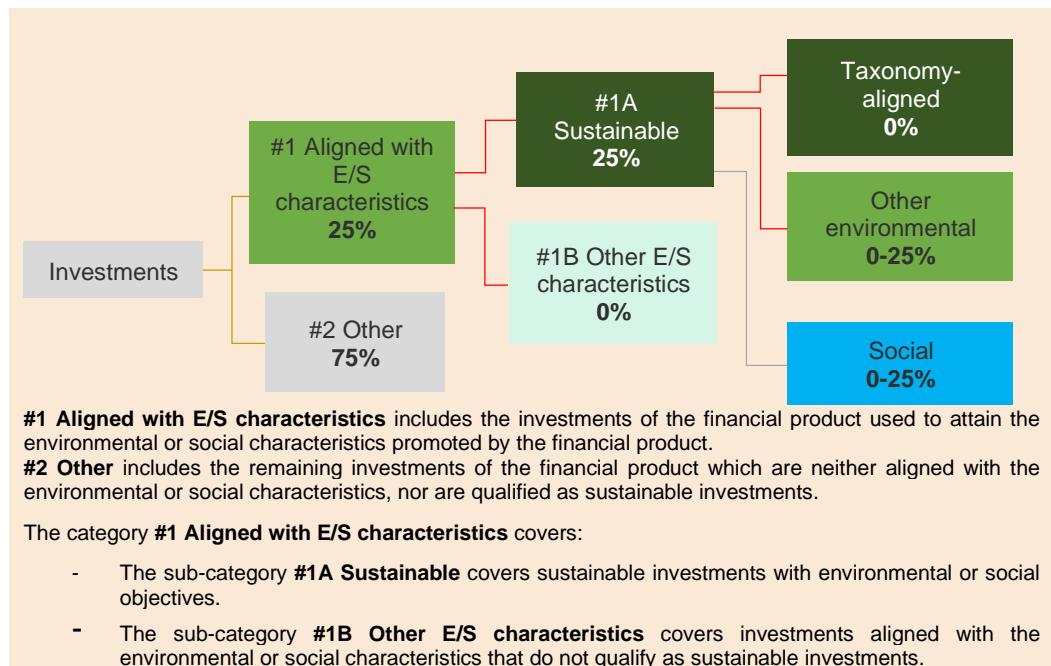 Investments
#1 Aligned with
E/S
characteristics
25%
#2 Other
75%
#1A
Sustainable
25%
#1B Other E/S
characteristics
0%
Taxonomy-
aligned
0%
Other
environmental
0-25%
Social
0-25%
#1 Aligned with E/S characteristics includes the investments of the financial product used to attain the
environmental or social characteristics promoted by the financial product.
#2 Other includes the remaining investments of the financial product which are neither aligned with the
environmental or social characteristics, nor are qualified as sustainable investments.
The category #1 Aligned with E/S characteristics covers:
- The sub-category #1A Sustainable covers sustainable investments with environmental or social
objectives.
- The sub-category #1B Other E/S characteristics covers investments aligned with the
environmental or social characteristics that do not qualify as sustainable investments.